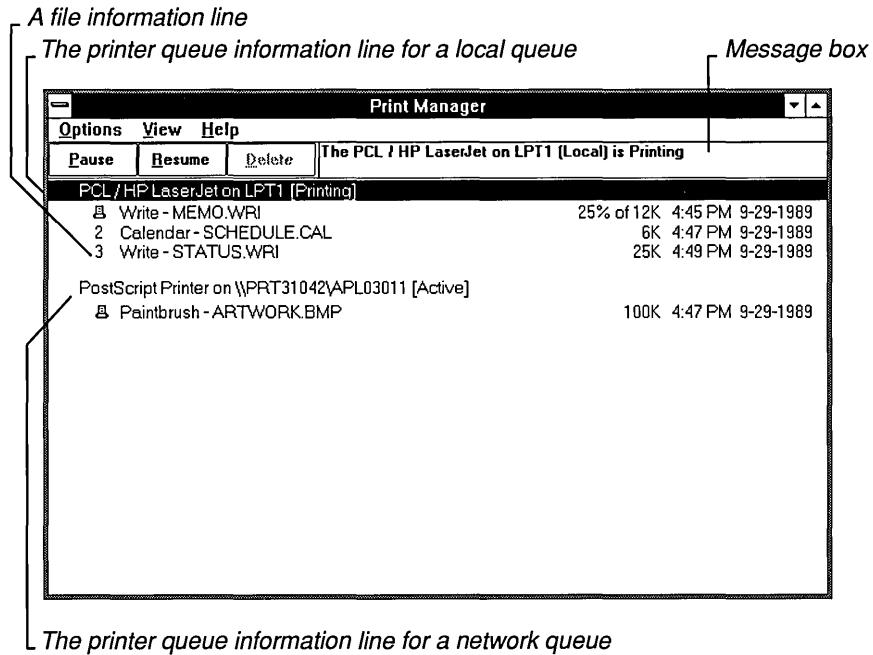 A file information line
The printer queue information line for a local queue
Message box
Print Manager
Options View Help
Pause Resume Delete The PCL / HP LaserJet on LPT1 (Local) is Printing
PCL / HP LaserJet on LPT1 [Printing]
Write - MEMO.WRI 25% of 12K 4:45 PM 9-29-1989
2 Calendar - SCHEDULE.CAL 6K 4:47 PM 9-29-1989
3 Write - STATUS.WRI 25K 4:49 PM 9-29-1989
PostScript Printer on \\PRT31042\APL03011 [Active]
Paintbrush - ARTWORK.BMP 100K 4:47 PM 9-29-1989
The printer queue information line for a network queue